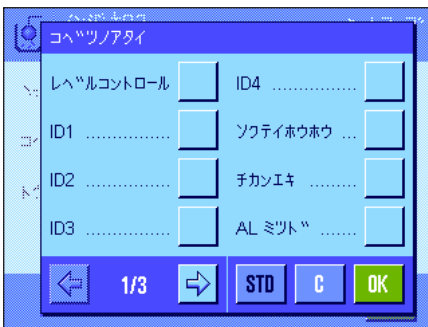 コベツノアタイ
レベルコントロール
ID1 ...............
ID2 ...............
ID3 ...............
ID4 ...............
ソクテイホウホウ ...
チカンエキ .........
AL ミツド .......
1/3
STD
C
OK